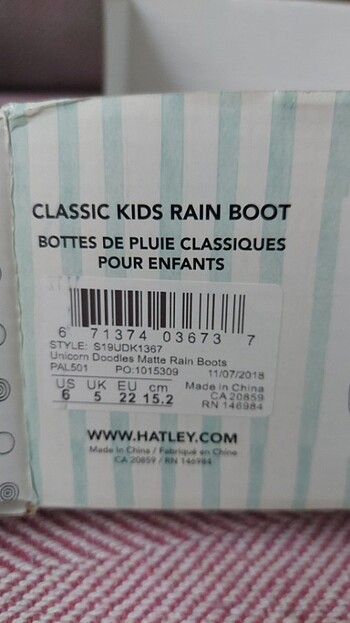 CLASSIC KIDS RAIN BOOT
BOTTES DE PLUIE CLASSIQUES
POUR ENFANTS
6 71374 03673 7
STYLE: S19UDK1367
Unicorn Doodles Matte Rain Boots
PAL501 PO:1015309 11/07/2018
US UK EU cm Made in China
6 5 22 15.2 CA 20859
RN 146984
WWW.HATLEY.COM
Made in China / Fabriqué en Chine
CA 20859 / RN 146984